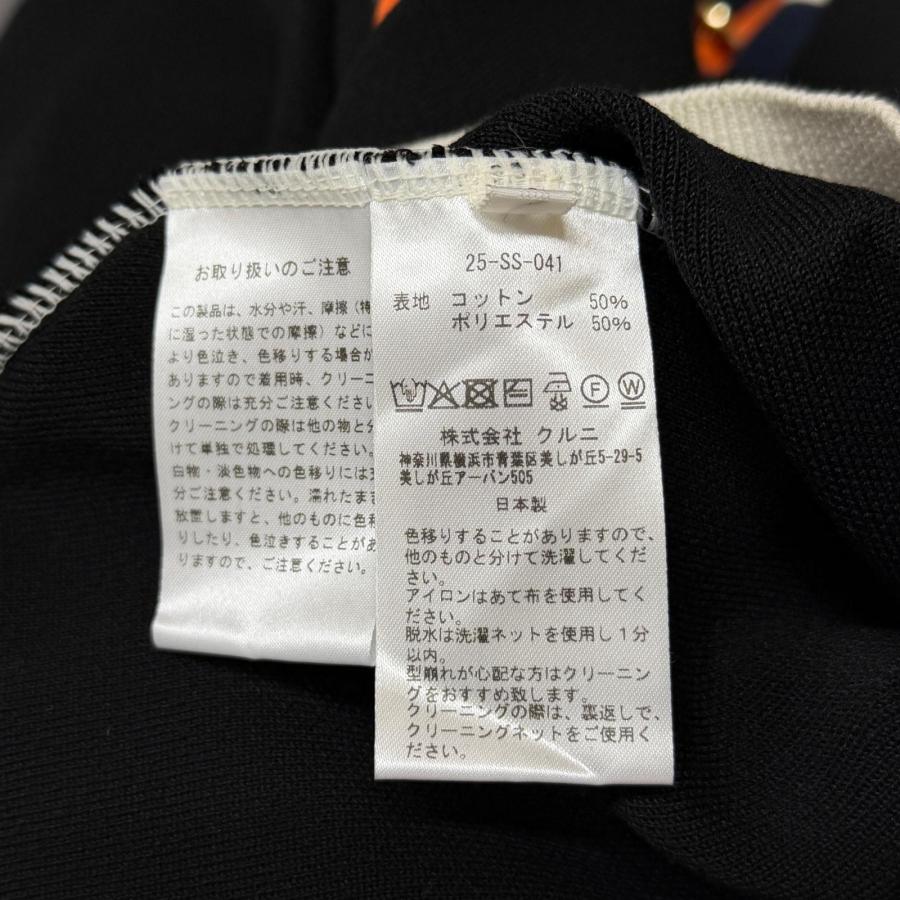 お取り扱いのご注意
この製品は、水分や汗、摩擦（特
に湿った状態での摩擦）などに
より色泣き、色移りする場合が
ありますので着用時、クリーニ
ングの際は充分ご注意ください
クリーニングの際は他の物と分
けて単独で処理してください。
白物・淡色物への色移りには充
分ご注意ください。濡れたまま
放置しますと、他のものに色移
りしたり、色泣きすることがあ
りますので、ご注意ください。
25-SS-041
表地 コットン 50%
ポリエステル 50%
F W
株式会社 クルニ
神奈川県横浜市青葉区美しが丘5-29-5
美しが丘アーバン505
日本製
色移りすることがありますので、
他のものと分けて洗濯してくだ
さい。
アイロンはあて布を使用してく
ださい。
脱水は洗濯ネットを使用し1分
以内。
型崩れが心配な方はクリーニン
グをおすすめ致します。
クリーニングの際は、裏返しで、
クリーニングネットをご使用く
ださい。